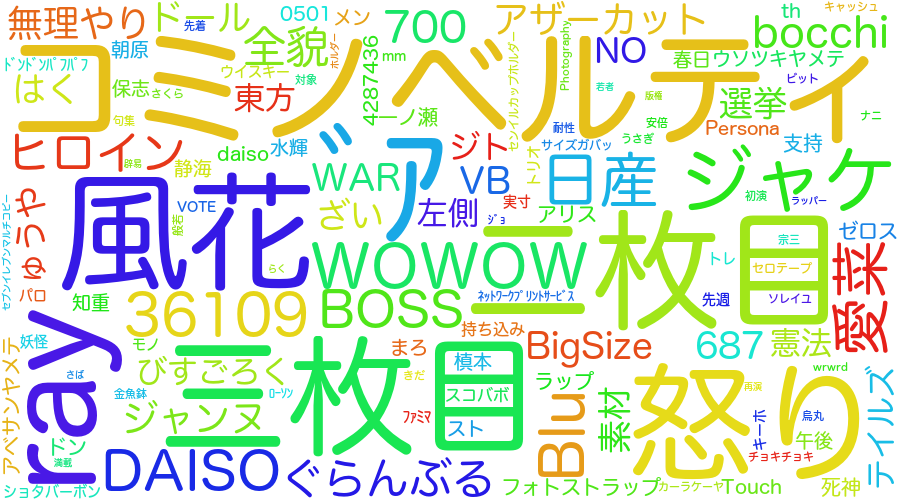 無理やり
ドール
先着
0501
メン
700
アザーカット
th
キャッシュ
bocchi
朝原
全貌
ホルダー
コミノベルティ
NO
Photography
春日ウソツキヤメテ
ドンドンパフパフ
はく
保志
さくら
ウイスキー
対象
mm
4287436
セブンイレブンカップホルダー
若者
版権
選挙
ビット
ナニ
句集
東方
一ノ瀬
安倍
Persona
ヒロイン
daiso
水輝
ジト
耐性
サイズガバッ
うさぎ
支持
辟易
静海
WAR
VB
トリオ
日産
ジャケ
初演
ラッパー
VOTE
般若
ざい
ア
左側
ジョ
実寸
アリス
セブンイレブンマルチコピー
ゅうや
風花
らく
WOWOW
二枚目
宗三
セロテープ
ソレイユ
トレ
ゼロス
愛菜
パロ
知重
36109
BOSS
ネットワークプリントサービス
先週
妖怪
モノ
持ち込み
まろ
BigSize
687
憲法
アベサンヤメテ
ray
さば
びすごろく
三枚目
きだ
槙本
スコバボ
スト
ラップ
wrwrd
怒り
再演
金魚鉢
ローソン
ジャンヌ
ファミマ
Blu
素材
キーホ
烏丸
午後
テイルズ
ドン
満載
DAISO
ぐらんぶる
チョキチョキ
ショタバーボン
フォトストラップ
カーラケーヤ
Touch
死神